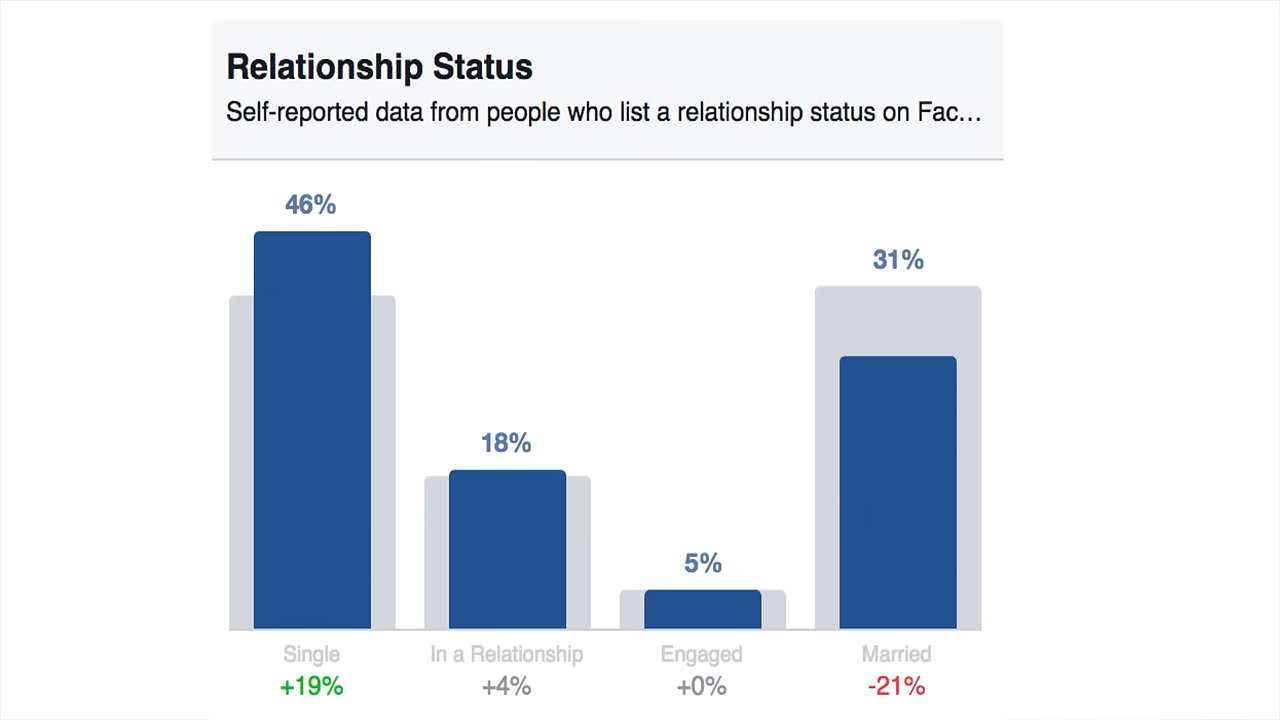 Relationship Status
Self-reported data from people who list a relationship status on Fac...
46%
31%
18%
5%
Single
In a Relationship
Engaged
Married
+19%
+4%
+0%
-21%